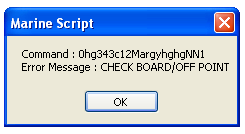 Marine Script
Command : 0hg343c12MargyhghgNN1
Error Message : CHECK BOARD/OFF POINT
OK